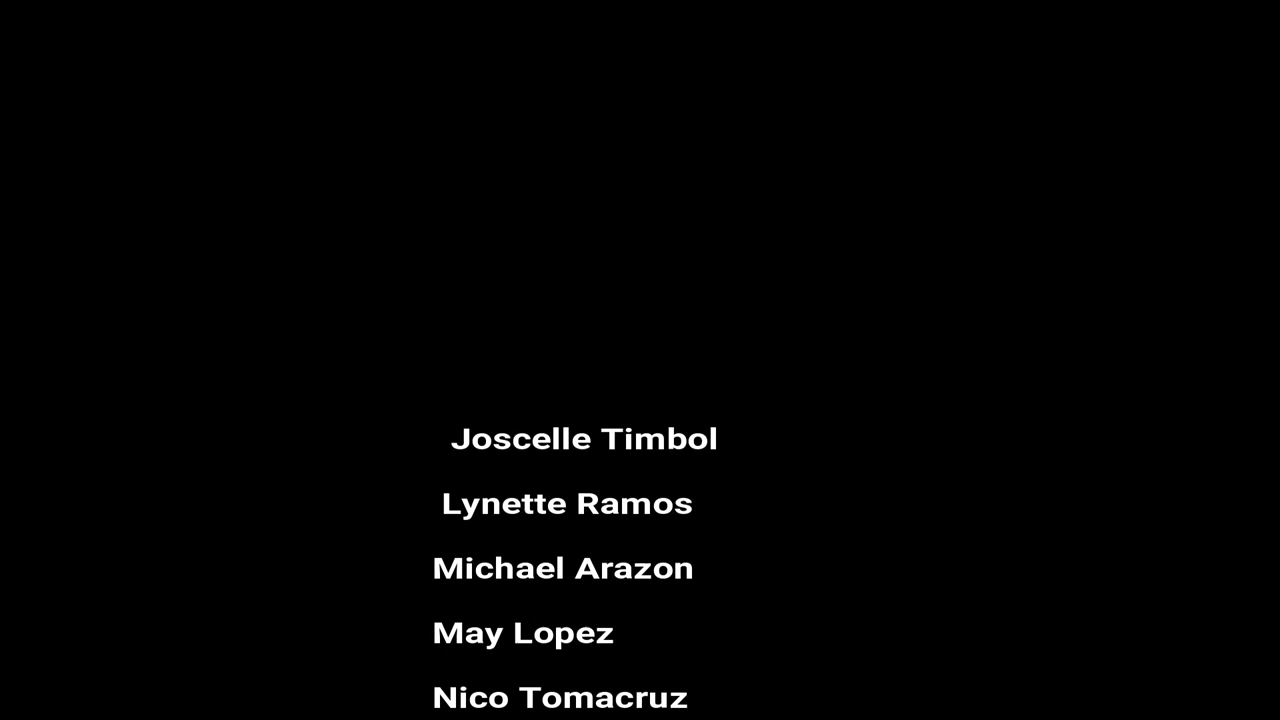 Joscelle Timbol
Lynette Ramos
Michael Arazon
May Lopez
Nico Tomacruz